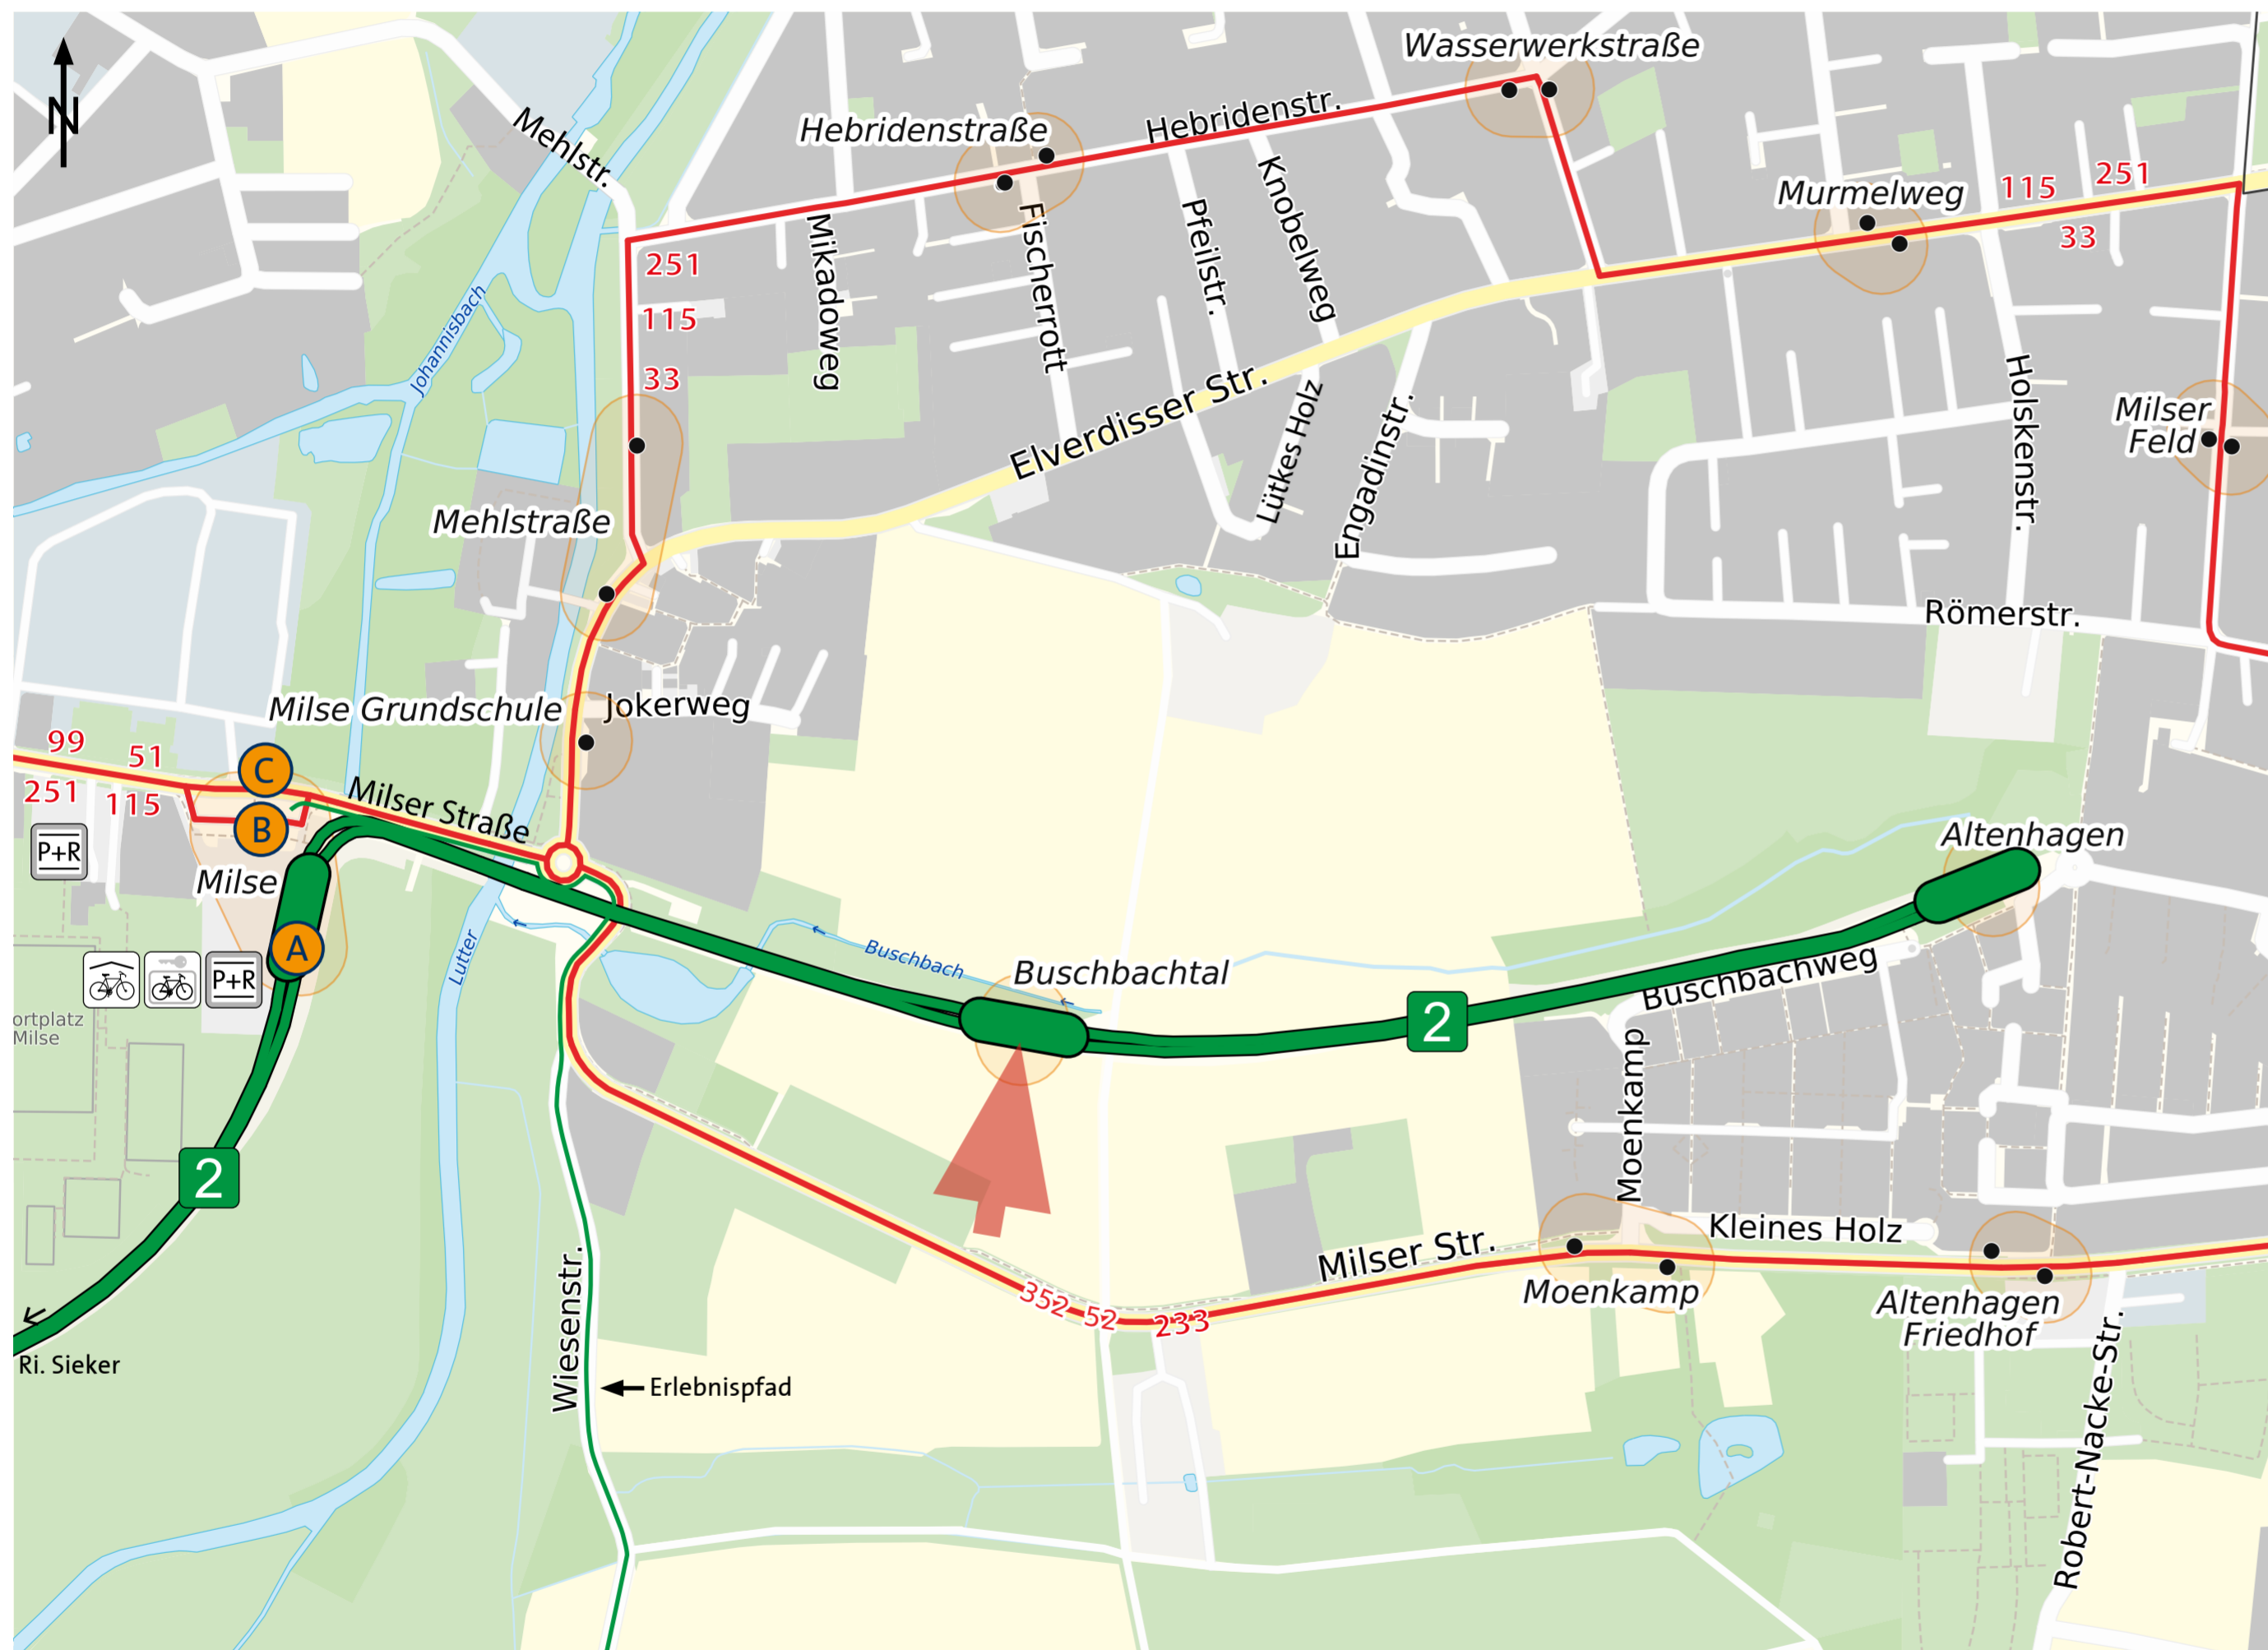 N
Wasserwerkstraße
Hebridenstraße
Hebridenstr.
Mehlstr.
Murmelweg
115
251
33
251
115
33
Mikadoweg
Fischerrott
Pfeilstr.
Knobelweg
Johannisbach
Elverdisser Str.
Lütkes Holz
Engadinstr.
Holskenstr.
Milser
Feld
Mehlstraße
Römerstr.
Milse Grundschule
Jokerweg
99
51
251
115
C
B
Milser Straße
P+R
Milse
A
P+R
Altenhagen
Lutter
Buschbach
Buschbachtal
Buschbachweg
2
ortplatz
Milse
Moenkamp
2
Kleines Holz
Milser Str.
Wiesenstr.
352
52
233
Moenkamp
Altenhagen
Friedhof
Ri. Sieker
Erlebnispfad
Robert-Nacke-Str.